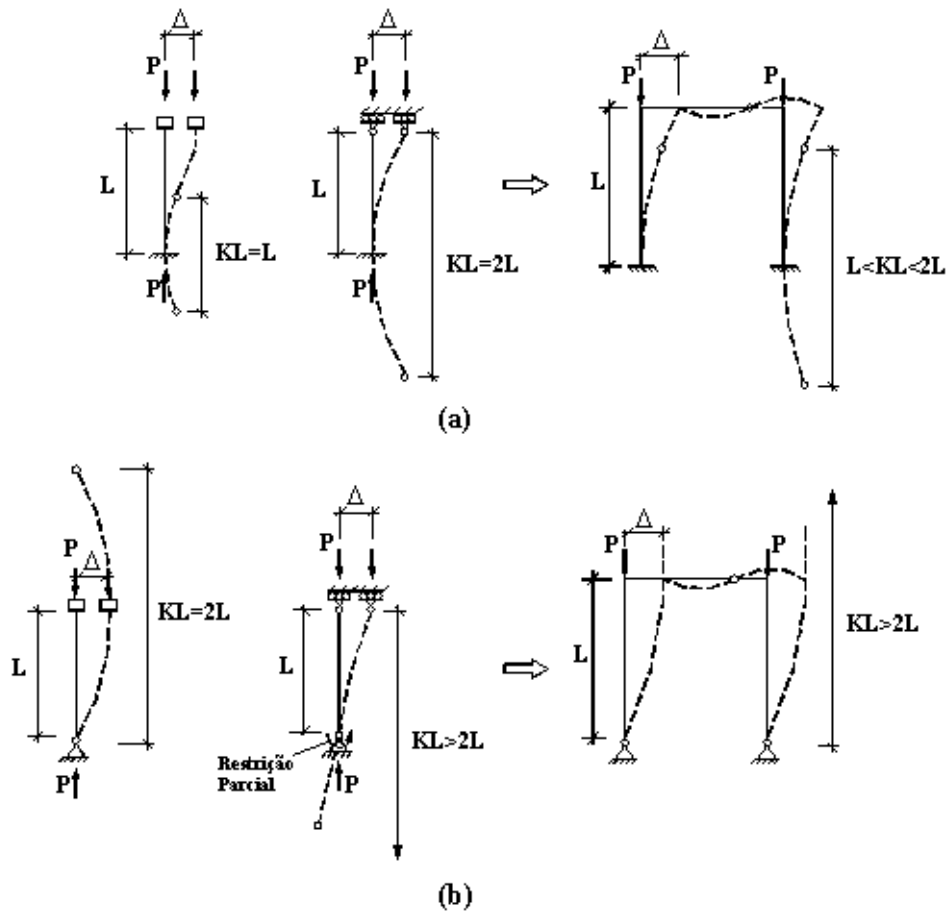 Δ
P
L
KL=L
P
Δ
P
L
KL=2L
P
Δ
P
P
L
L<KL<2L
(a)
P
Δ
L
KL=2L
P
Δ
P
Restrição
Parcial
P
KL>2L
L
Δ
P
P
L
KL>2L
(b)